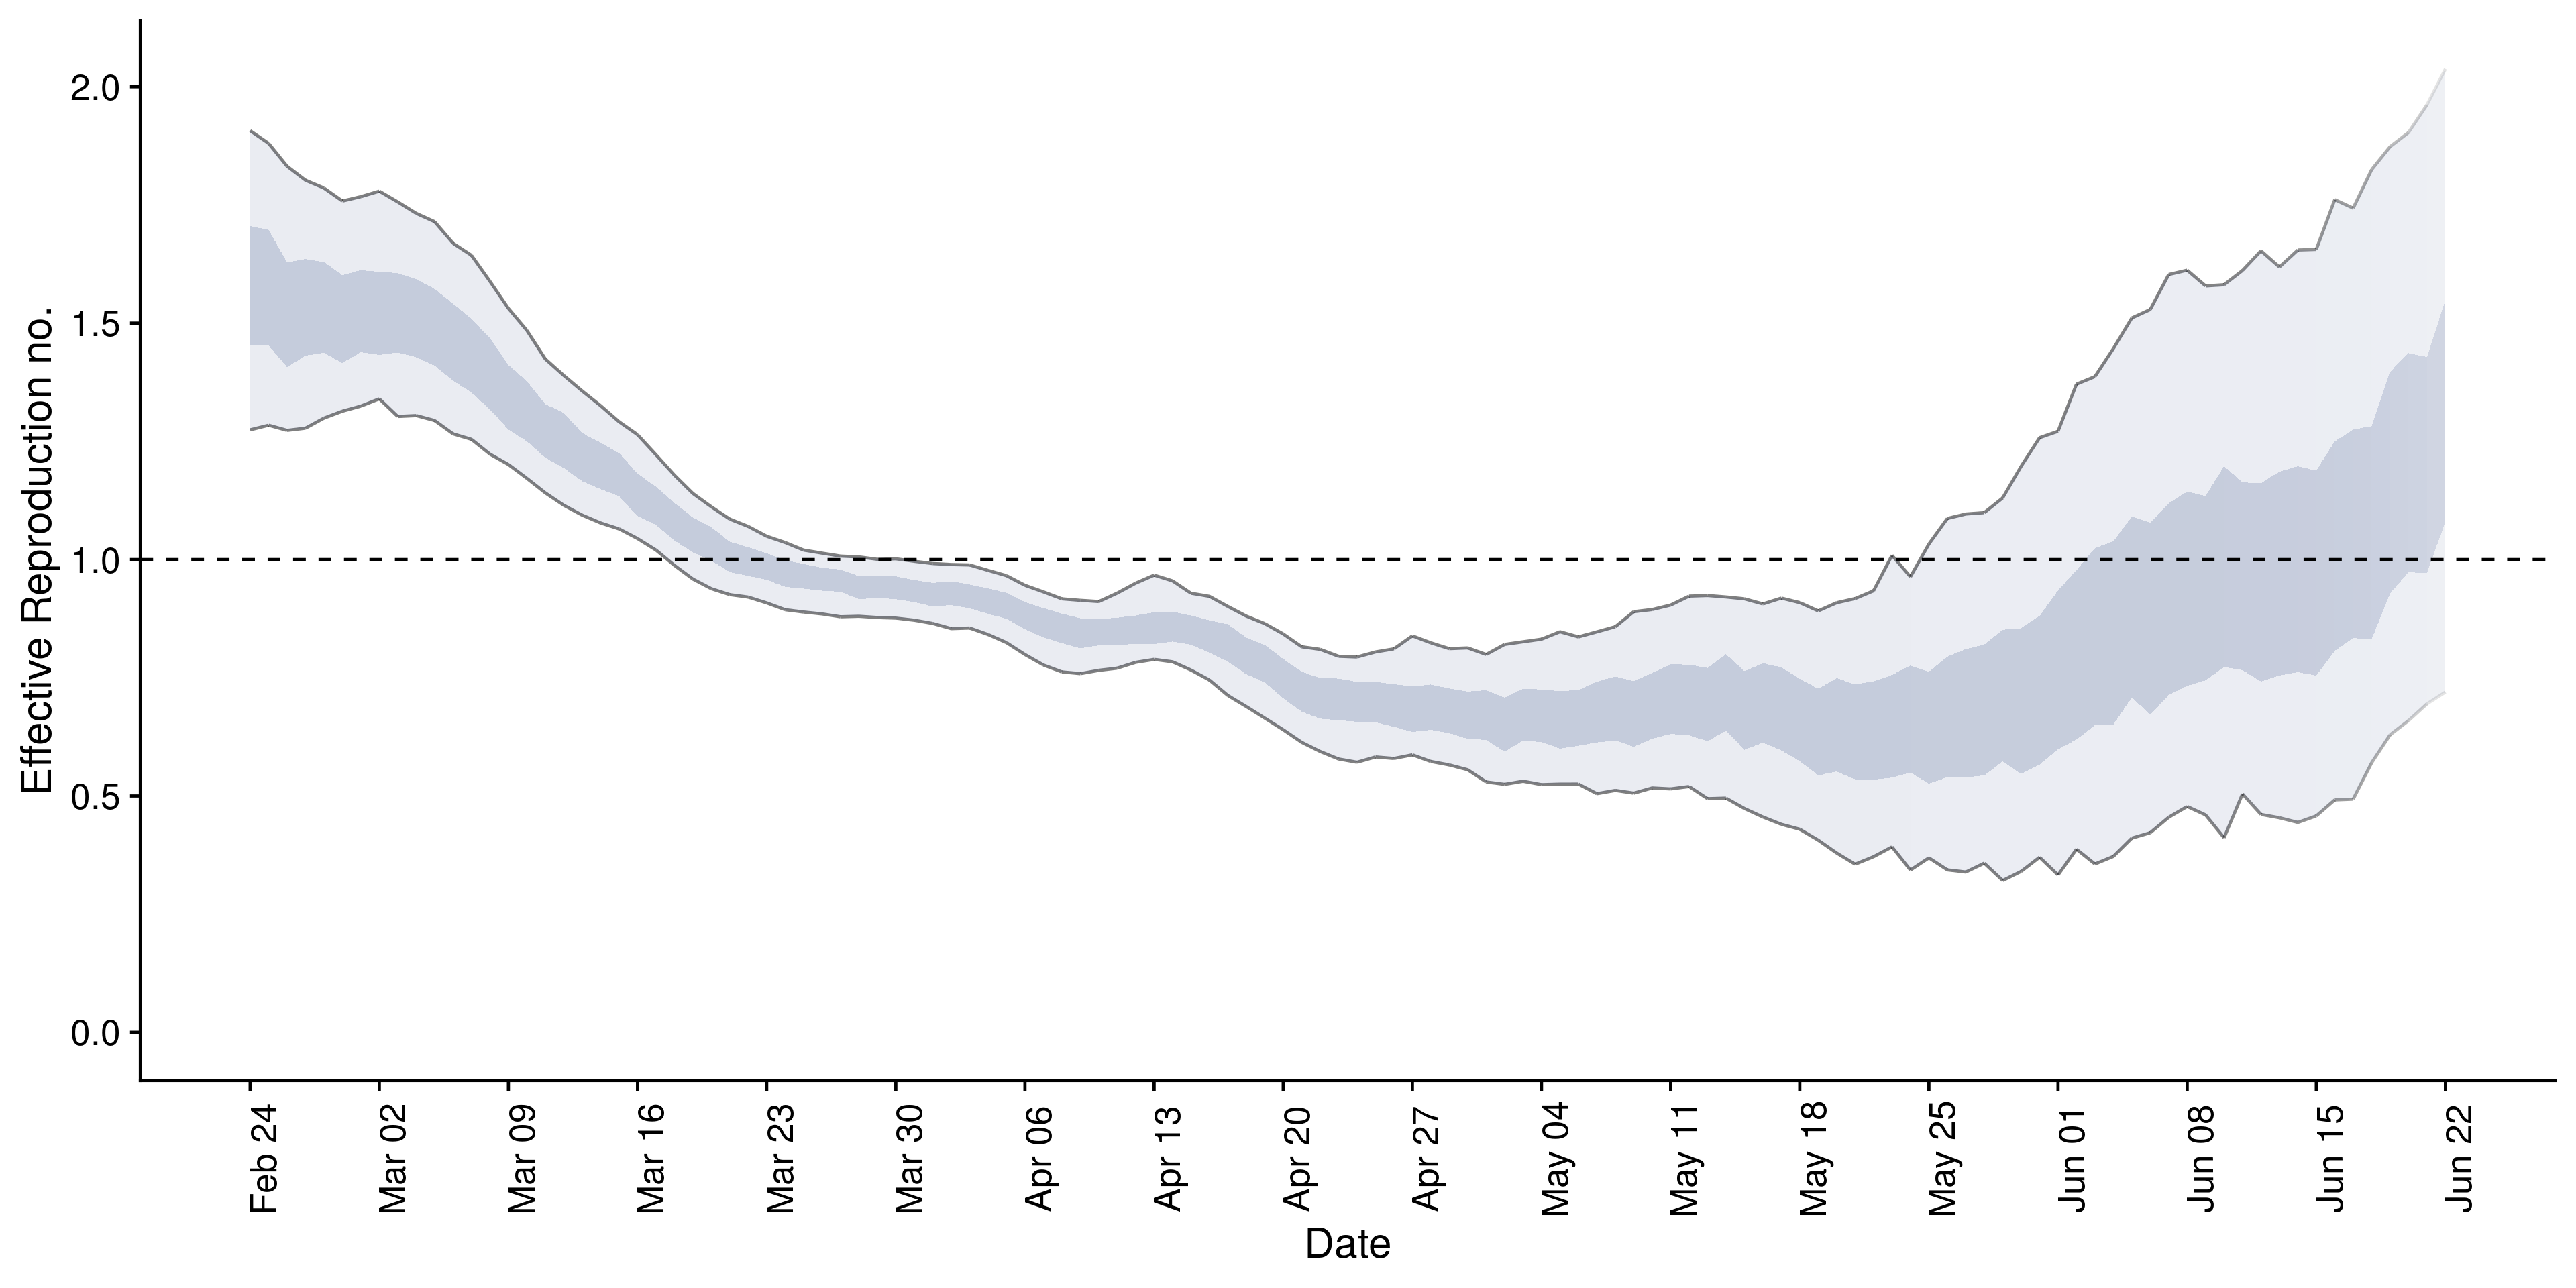 Effective Reproduction no.
2.0
1.5
1.0
0.5
0.0
Feb 24
Mar 02
Mar 09
Mar 16
Mar 23
Mar 30
Apr 06
Apr 13
Apr 20
Apr 27
May 04
May 11
May 18
May 25
Jun 01
Jun 08
Jun 15
Jun 22
Date